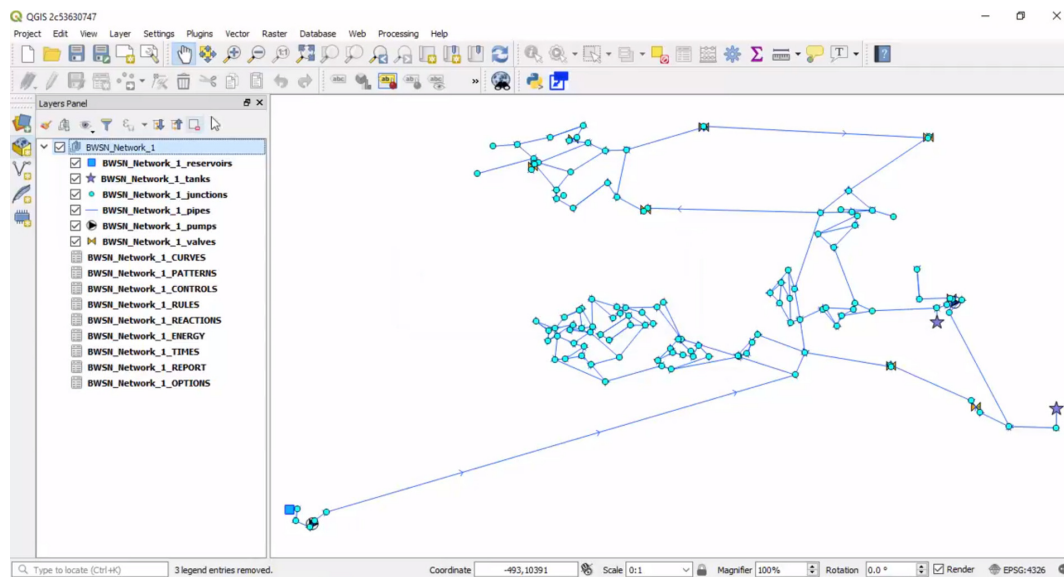 QGIS 2c53630747
Project Edit View Layer Settings Plugins Vector Raster Database Web Processing Help
Layers Panel
BWSN_Network_1
BWSN_Network_1_reservoirs
BWSN_Network_1_tanks
BWSN_Network_1_junctions
BWSN_Network_1_pipes
BWSN_Network_1_pumps
BWSN_Network_1_valves
BWSN_Network_1_CURVES
BWSN_Network_1_PATTERNS
BWSN_Network_1_CONTROLS
BWSN_Network_1_RULES
BWSN_Network_1_REACTIONS
BWSN_Network_1_ENERGY
BWSN_Network_1_TIMES
BWSN_Network_1_REPORT
BWSN_Network_1_OPTIONS
Type to locate (Ctrl+K) 3 legend entries removed. Coordinate -493,10391 Scale 0:1 Magnifier 100% Rotation 0.0 ° Render EPSG:4326